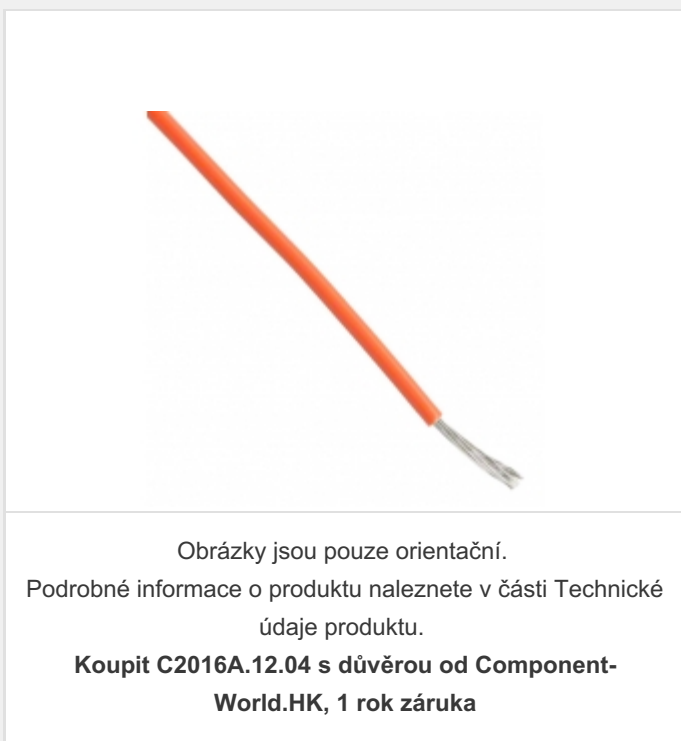 Obrázky jsou pouze orientační.
Podrobné informace o produktu naleznete v části Technické
údaje produktu.
Koupit C2016A.12.04 s důvěrou od Component-
World.HK, 1 rok záruka